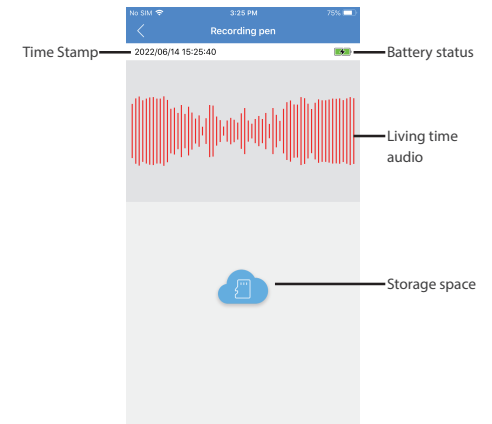 No SIM 3:25 PM 75%
Recording pen
Time Stamp 2022/06/14 15:25:40 Battery status
Living time
audio
Storage space